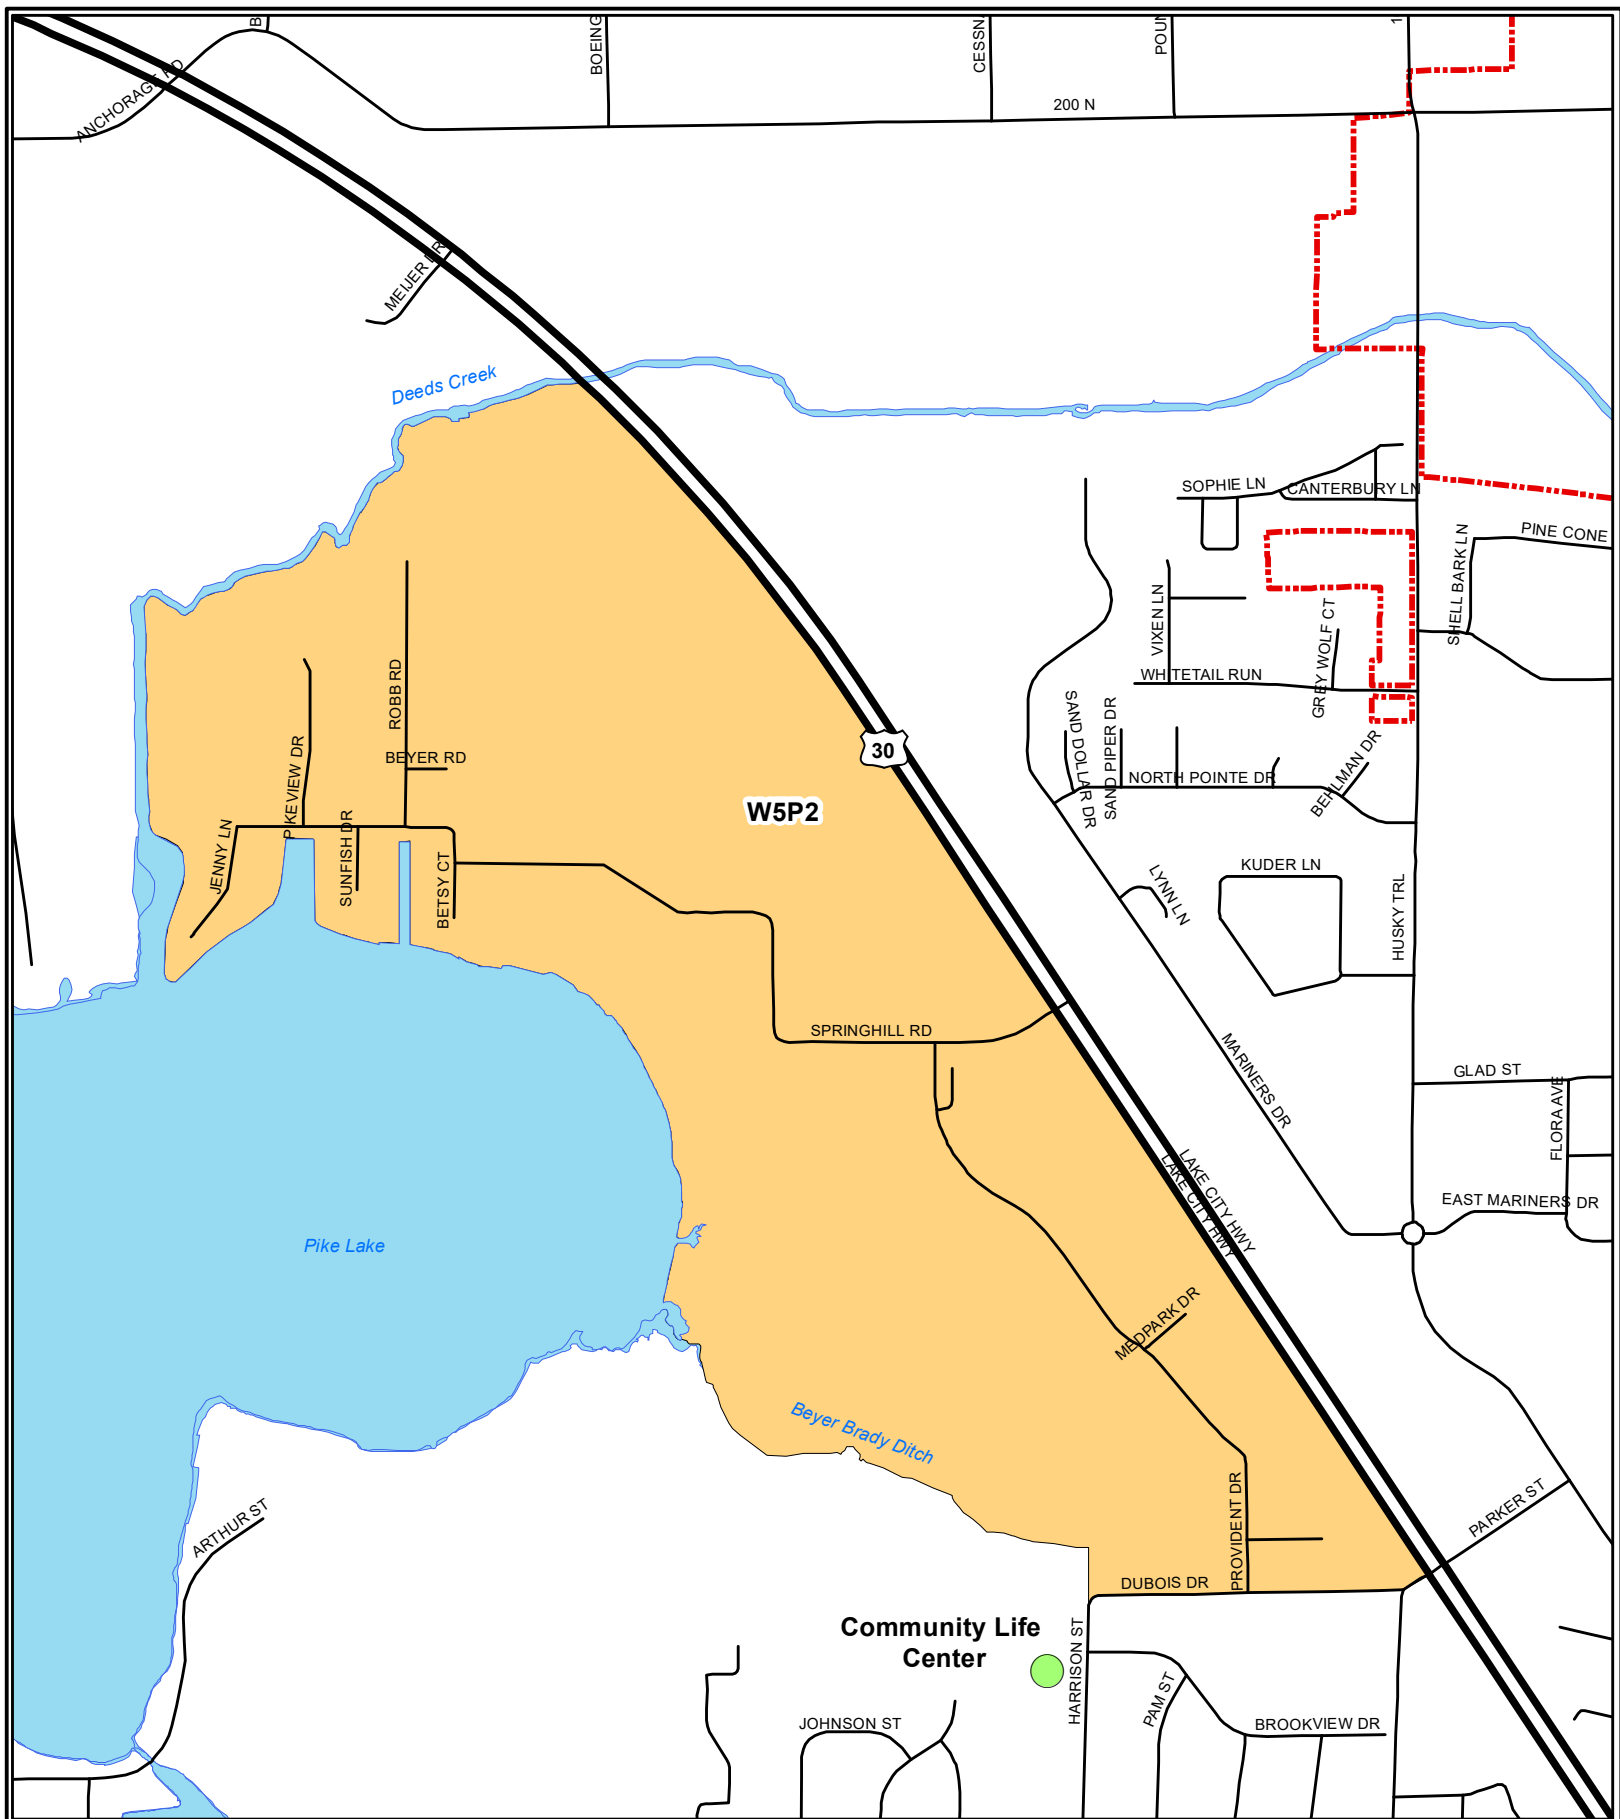 BOEING
200 N
ANCHORAGE RD
MEIJER DR
Deeds Creek
SOPHIE LN
CANTERBURY LN
PINE CONE
SHELL BARK LN
VIXEN LN
GREY WOLF CT
WHITETAIL RUN
ROBB RD
SAND DOLLAR DR
SAND PIPER DR
PIKEVIEW DR
BEYER RD
30
NORTH POINTE DR
BEHLMAN DR
W5P2
JENNY LN
SUNFISH DR
BETSY CT
KUDER LN
LYNN LN
HUSKY TRL
SPRINGHILL RD
MARINERS DR
GLAD ST
FLORA AVE
LAKE CITY HWY
LAKE CITY HWY
EAST MARINERS DR
Pike Lake
MEDPARK DR
Beyer Brady Ditch
PROVIDENT DR
PARKER ST
ARTHUR ST
DUBOIS DR
Community Life
Center
HARRISON ST
PAM ST
JOHNSON ST
BROOKVIEW DR